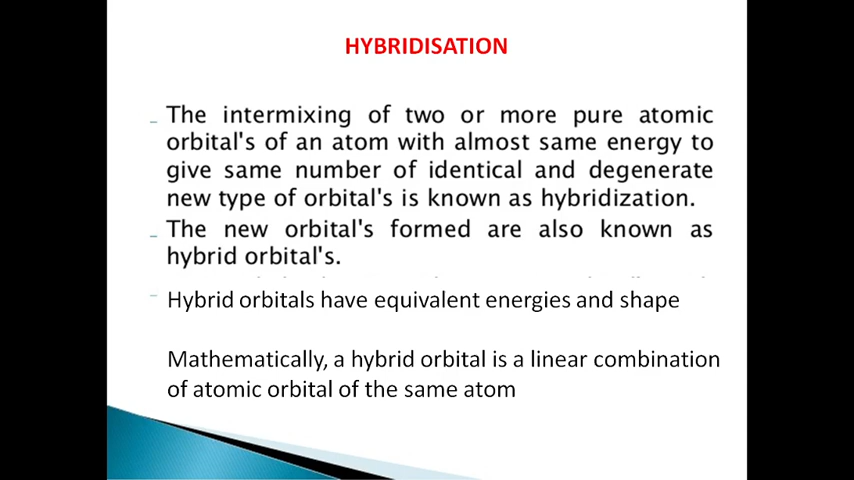 HYBRIDISATION
The intermixing of two or more pure atomic
orbital's of an atom with almost same energy to
give same number of identical and degenerate
new type of orbital's is known as hybridization.
The new orbital's formed are also known as
hybrid orbital's.
Hybrid orbitals have equivalent energies and shape
Mathematically, a hybrid orbital is a linear combination
of atomic orbital of the same atom